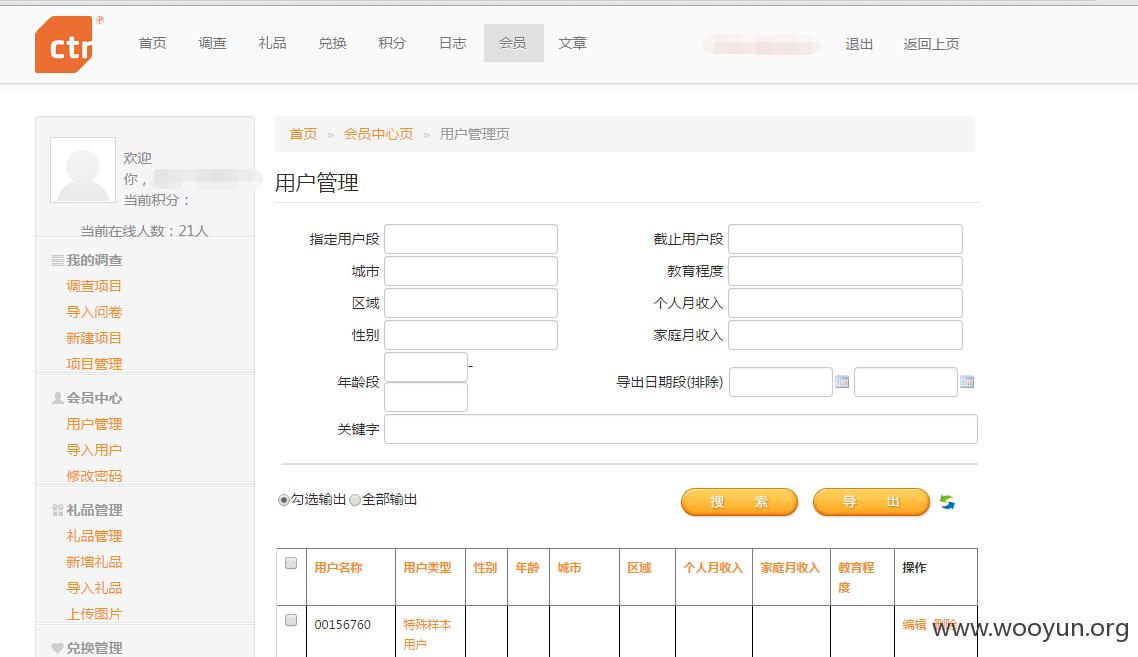 ctr
首页 调查 礼品 兑换 积分 日志 会员 文章 退出 返回上页
欢迎
你，
当前积分：
当前在线人数：21人
我的调查
调查项目
导入问卷
新建项目
项目管理
会员中心
用户管理
导入用户
修改密码
礼品管理
礼品管理
新增礼品
导入礼品
上传图片
兑换管理
首页 » 会员中心页 » 用户管理页
用户管理
指定用户段 截止用户段
城市 教育程度
区域 个人月收入
性别 家庭月收入
年龄段 - 导出日期段(排除)
关键字
勾选输出 全部输出 搜 索 导 出
用户名称 用户类型 性别 年龄 城市 区域 个人月收入 家庭月收入 教育程
度 操作
00156760 特殊样本
用户 编辑 删除
www.wooyun.org